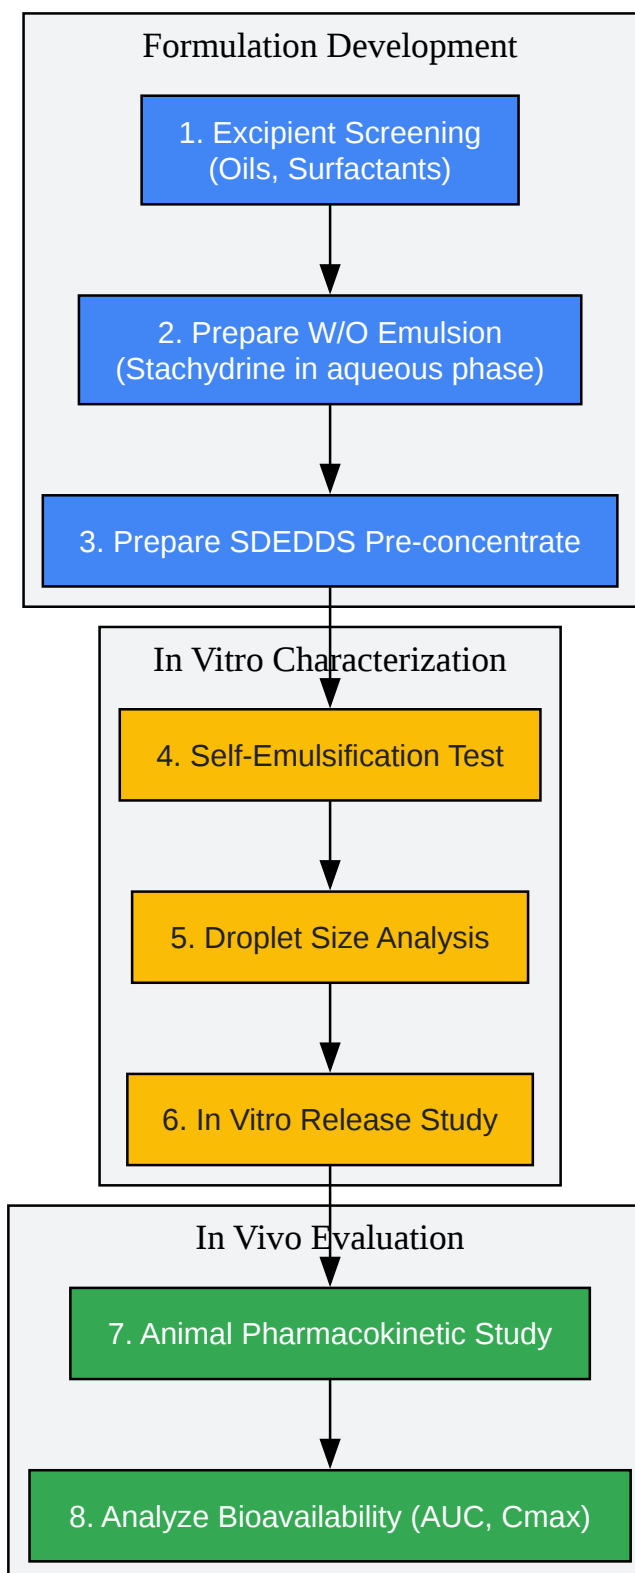 Formulation Development
1. Excipient Screening
(Oils, Surfactants)
2. Prepare W/O Emulsion
(Stachydrine in aqueous phase)
3. Prepare SDEDDS Pre-concentrate
In Vitro Characterization
4. Self-Emulsification Test
5. Droplet Size Analysis
6. In Vitro Release Study
In Vivo Evaluation
7. Animal Pharmacokinetic Study
8. Analyze Bioavailability (AUC, Cmax)